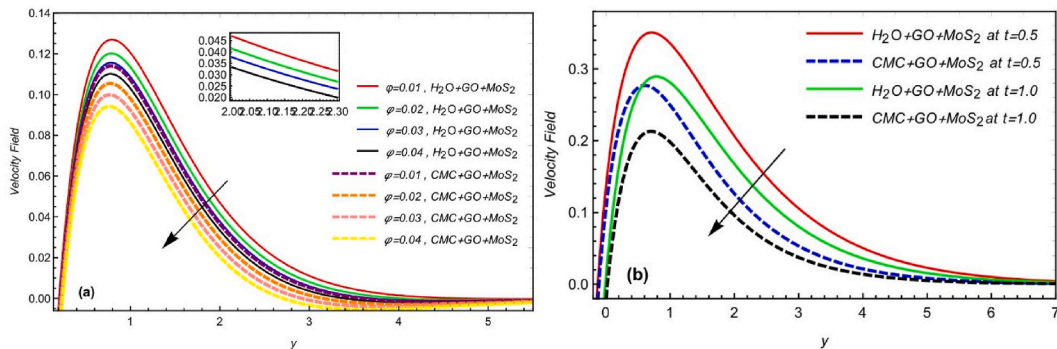 0.14
0.12
0.10
0.08
0.06
0.04
0.02
0.00
Velocity Field
0.045
0.040
0.035
0.030
0.025
0.020
2.00 2.05 2.10 2.15 2.20 2.25 2.30
φ=0.01 , H₂O+GO+MoS₂
φ=0.02 , H₂O+GO+MoS₂
φ=0.03 , H₂O+GO+MoS₂
φ=0.04 , H₂O+GO+MoS₂
φ=0.01 , CMC+GO+MoS₂
φ=0.02 , CMC+GO+MoS₂
φ=0.03 , CMC+GO+MoS₂
φ=0.04 , CMC+GO+MoS₂
(a)
1 2 3 4 5
y
0.3
0.2
0.1
0.0
Velocity Field
H₂O+GO+MoS₂ at t=0.5
CMC+GO+MoS₂ at t=0.5
H₂O+GO+MoS₂ at t=1.0
CMC+GO+MoS₂ at t=1.0
(b)
0 1 2 3 4 5 6 7
y